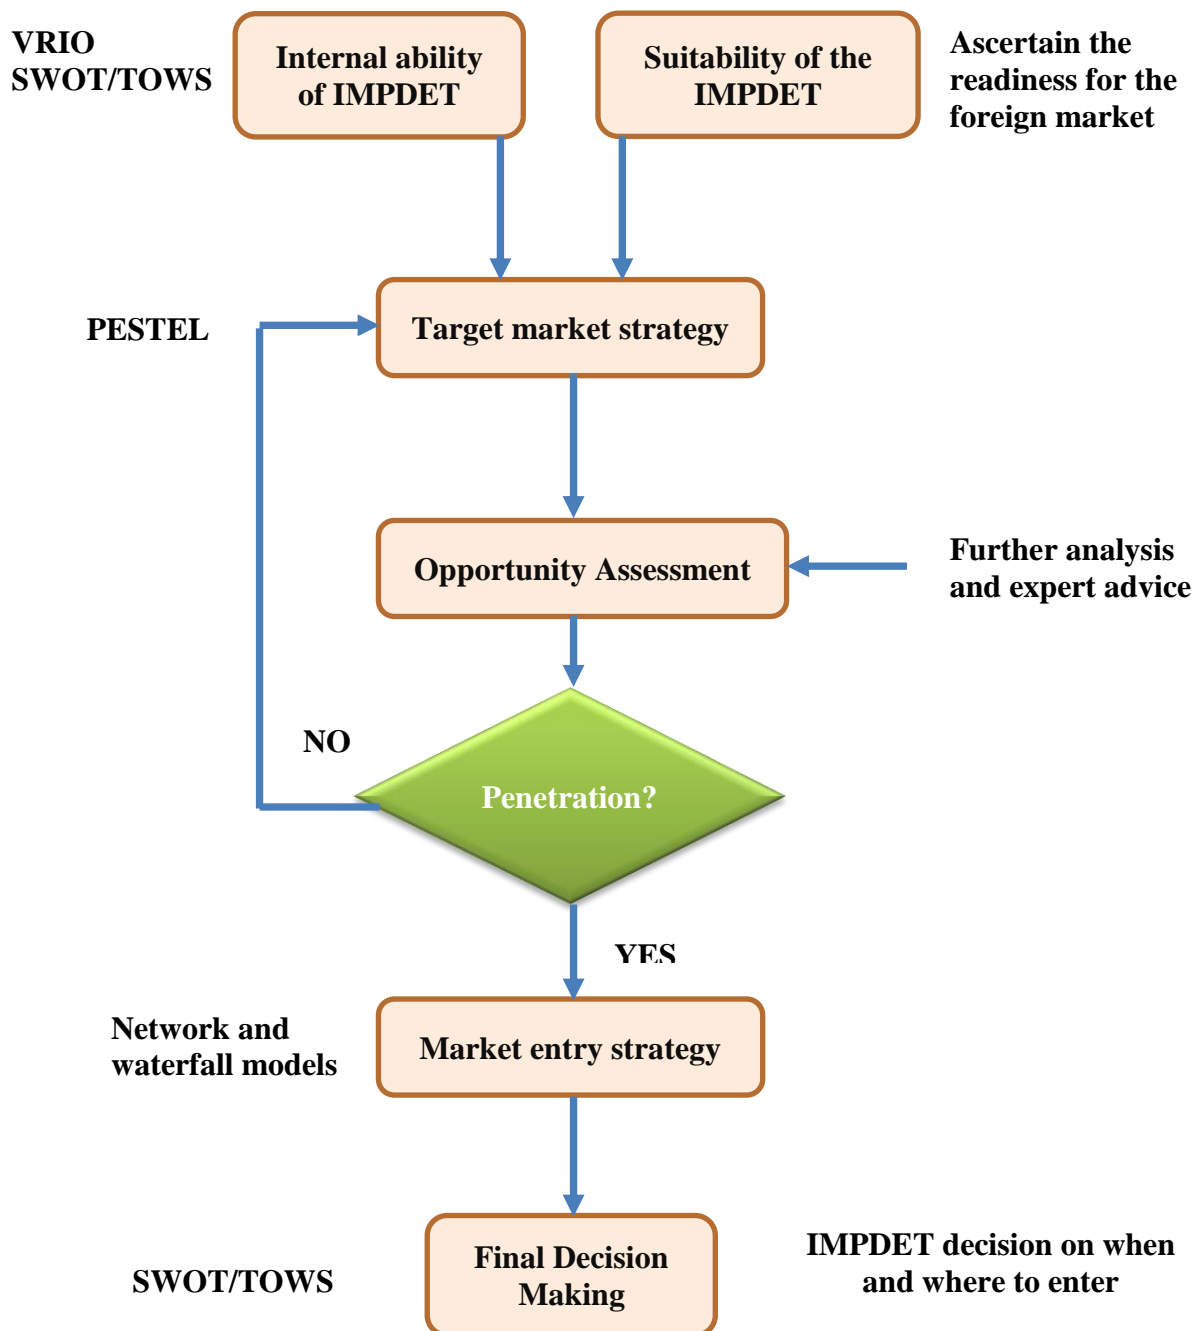 VRIO
SWOT/TOWS
Internal ability
of IMPDET
Suitability of the
IMPDET
Ascertain the
readiness for the
foreign market
PESTEL
Target market strategy
Opportunity Assessment
Further analysis
and expert advice
NO
Penetration?
YES
Network and
waterfall models
Market entry strategy
SWOT/TOWS
Final Decision
Making
IMPDET decision on when
and where to enter